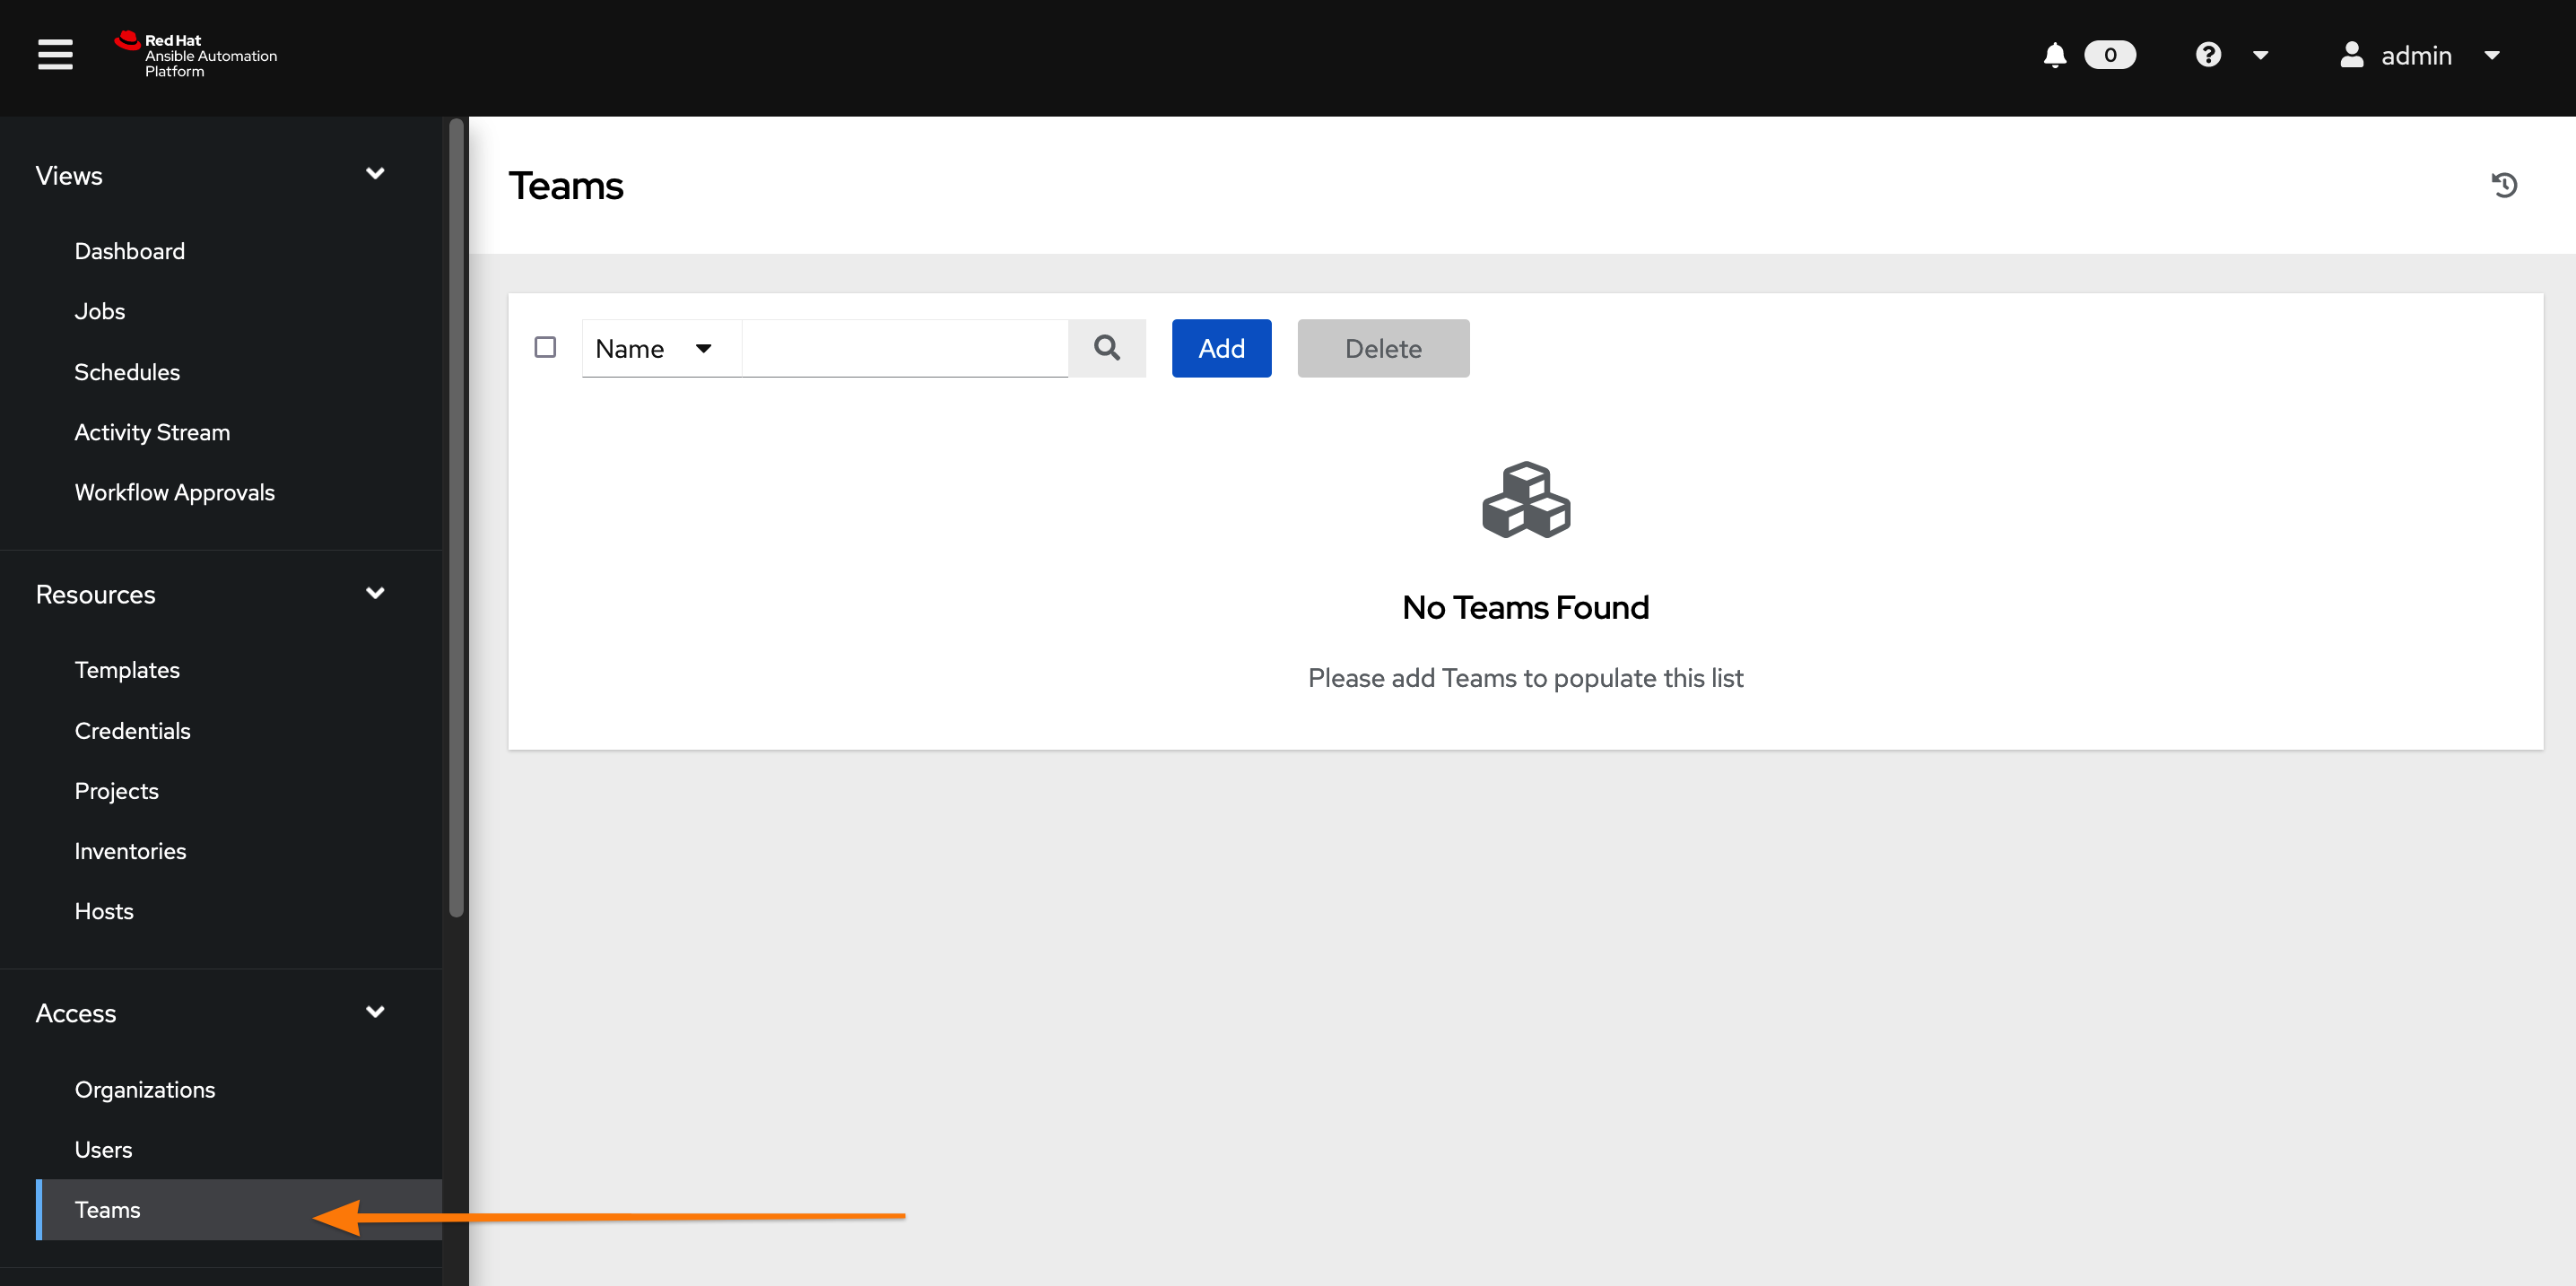 Red Hat
Ansible Automation
Platform
0
admin
Views
Dashboard
Jobs
Schedules
Activity Stream
Workflow Approvals
Resources
Templates
Credentials
Projects
Inventories
Hosts
Access
Organizations
Users
Teams
Teams
Name
Add
Delete
No Teams Found
Please add Teams to populate this list